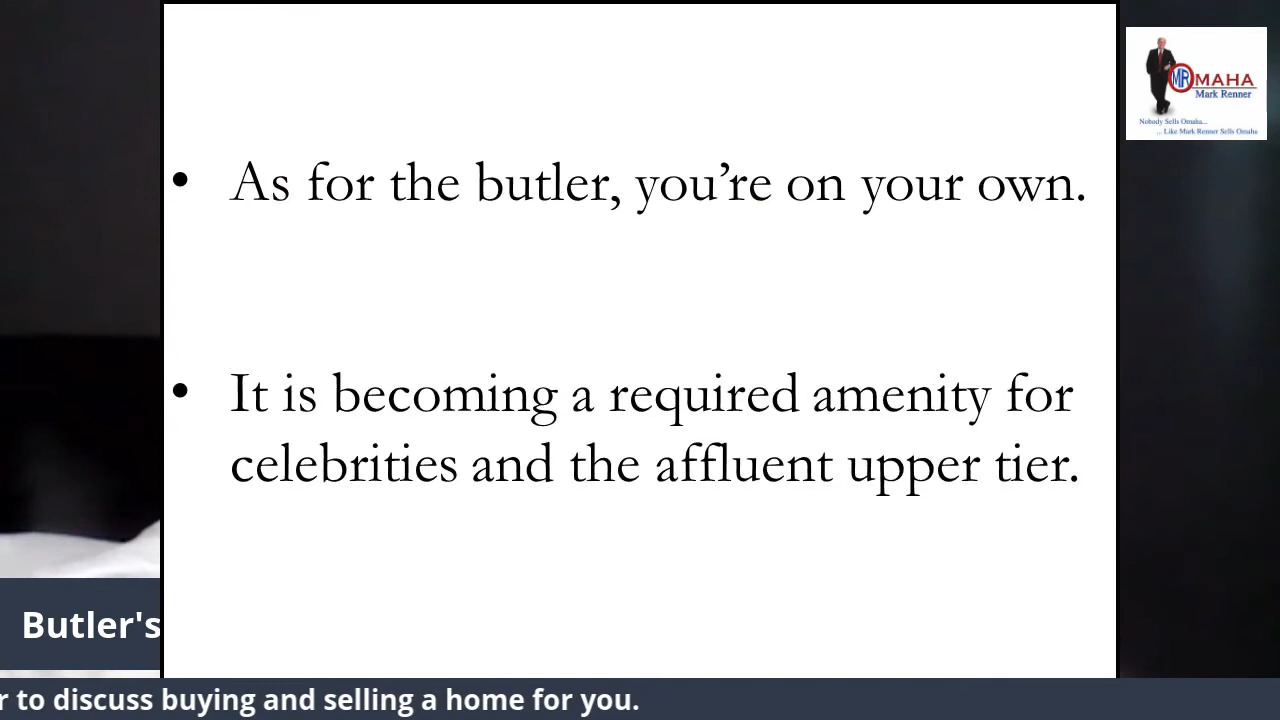 • As for the butler, you’re on your own.
• It is becoming a required amenity for
celebrities and the affluent upper tier.
MR OMAHA
Mark Renner
Nobody Sells Omaha...
... Like Mark Renner Sells Omaha
Butler's
r to discuss buying and selling a home for you.